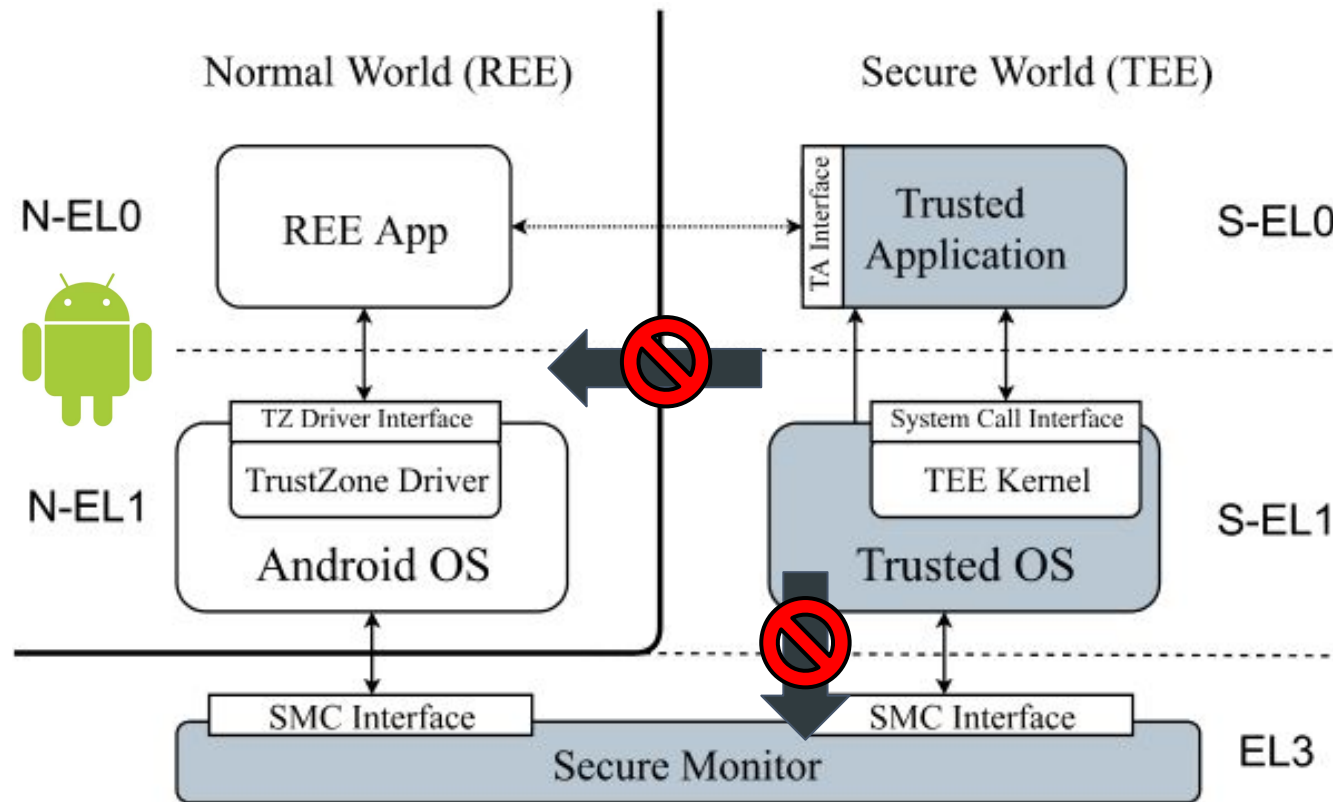 Normal World (REE)
Secure World (TEE)
N-EL0
REE App
TA Interface
Trusted
Application
S-EL0
TZ Driver Interface
TrustZone Driver
N-EL1
Android OS
System Call Interface
TEE Kernel
Trusted OS
S-EL1
SMC Interface
SMC Interface
Secure Monitor
EL3